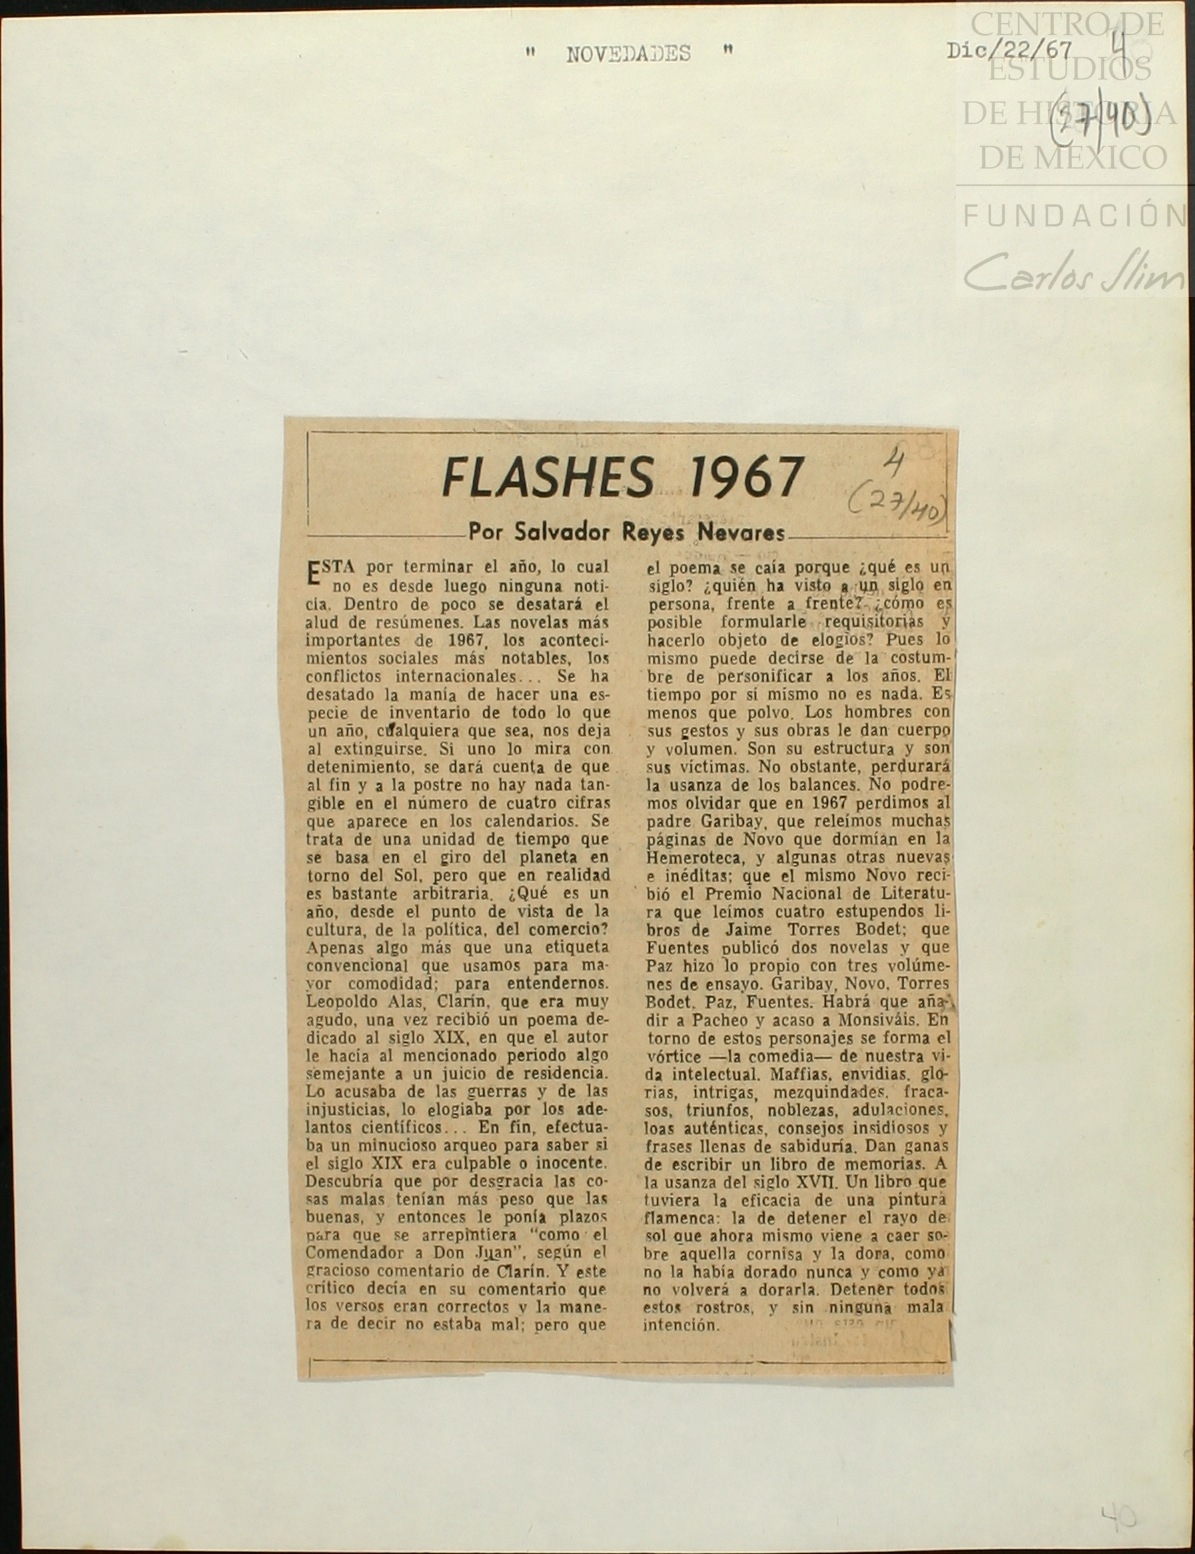 " NOVEDADES "
Dic/22/67
4
(27/40)
CENTRO DE
ESTUDIOS
DE HISTORIA
DE MÉXICO
FUNDACIÓN
Carlos Slim
FLASHES 1967
4
(27/40)
Por Salvador Reyes Nevares
ESTA por terminar el año, lo cual
no es desde luego ninguna noti-
cia. Dentro de poco se desatará el
alud de resúmenes. Las novelas más
importantes de 1967, los aconteci-
mientos sociales más notables, los
conflictos internacionales... Se ha
desatado la manía de hacer una es-
pecie de inventario de todo lo que
un año, cualquiera que sea, nos deja
al extinguirse. Si uno lo mira con
detenimiento, se dará cuenta de que
al fin y a la postre no hay nada tan-
gible en el número de cuatro cifras
que aparece en los calendarios. Se
trata de una unidad de tiempo que
se basa en el giro del planeta en
torno del Sol, pero que en realidad
es bastante arbitraria. ¿Qué es un
año, desde el punto de vista de la
cultura, de la política, del comercio?
Apenas algo más que una etiqueta
convencional que usamos para ma-
yor comodidad; para entendernos.
Leopoldo Alas, Clarín, que era muy
agudo, una vez recibió un poema de-
dicado al siglo XIX, en que el autor
le hacía al mencionado periodo algo
semejante a un juicio de residencia.
Lo acusaba de las guerras y de las
injusticias, lo elogiaba por los ade-
lantos científicos... En fin, efectua-
ba un minucioso arqueo para saber si
el siglo XIX era culpable o inocente.
Descubría que por desgracia las co-
sas malas tenían más peso que las
buenas, y entonces le ponía plazos
para que se arrepintiera "como el
Comendador a Don Juan", según el
gracioso comentario de Clarín. Y este
crítico decía en su comentario que
los versos eran correctos y la mane-
ra de decir no estaba mal; pero que
el poema se caía porque ¿qué es un
siglo? ¿quién ha visto a un siglo en
persona, frente a frente? ¿cómo es
posible formularle requisitorias y
hacerlo objeto de elogios? Pues lo
mismo puede decirse de la costum-
bre de personificar a los años. El
tiempo por sí mismo no es nada. Es
menos que polvo. Los hombres con
sus gestos y sus obras le dan cuerpo
y volumen. Son su estructura y son
sus víctimas. No obstante, perdurará
la usanza de los balances. No podre-
mos olvidar que en 1967 perdimos al
padre Garibay, que releímos muchas
páginas de Novo que dormían en la
Hemeroteca, y algunas otras nuevas
e inéditas; que el mismo Novo reci-
bió el Premio Nacional de Literatu-
ra que leímos cuatro estupendos li-
bros de Jaime Torres Bodet; que
Fuentes publicó dos novelas y que
Paz hizo lo propio con tres volúme-
nes de ensayo. Garibay, Novo, Torres
Bodet, Paz, Fuentes. Habrá que aña-
dir a Pacheo y acaso a Monsiváis. En
torno de estos personajes se forma el
vórtice —la comedia— de nuestra vi-
da intelectual. Maffias, envidias, glo-
rias, intrigas, mezquindades, fraca-
sos, triunfos, noblezas, adulaciones,
loas auténticas, consejos insidiosos y
frases llenas de sabiduría. Dan ganas
de escribir un libro de memorias. A
la usanza del siglo XVII. Un libro que
tuviera la eficacia de una pintura
flamenca: la de detener el rayo de
sol que ahora mismo viene a caer so-
bre aquella cornisa y la dora, como
no la había dorado nunca y como ya
no volverá a dorarla. Detener todos
estos rostros, y sin ninguna mala
intención.
40